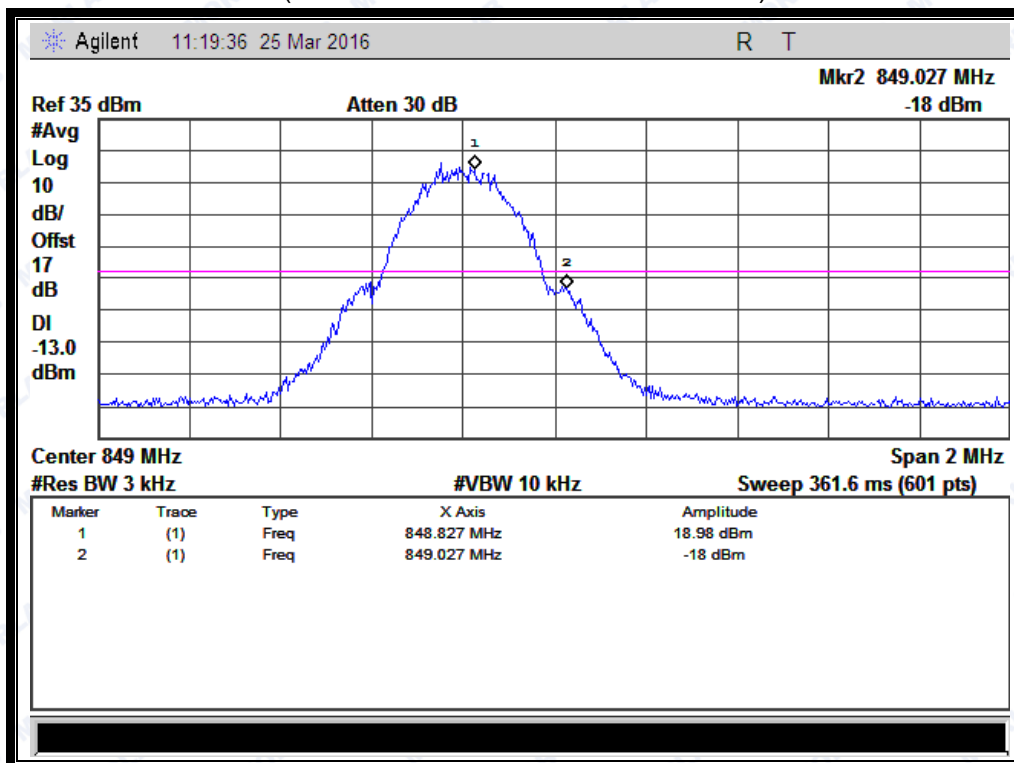 Agilent 11:19:36 25 Mar 2016 R T
Mkr2 849.027 MHz
Ref 35 dBm Atten 30 dB -18 dBm
#Avg
Log
10
dB/
Offst
17
dB
DI
-13.0
dBm
1
2
Center 849 MHz Span 2 MHz
#Res BW 3 kHz #VBW 10 kHz Sweep 361.6 ms (601 pts)
Marker Trace Type X Axis Amplitude
1 (1) Freq 848.827 MHz 18.98 dBm
2 (1) Freq 849.027 MHz -18 dBm